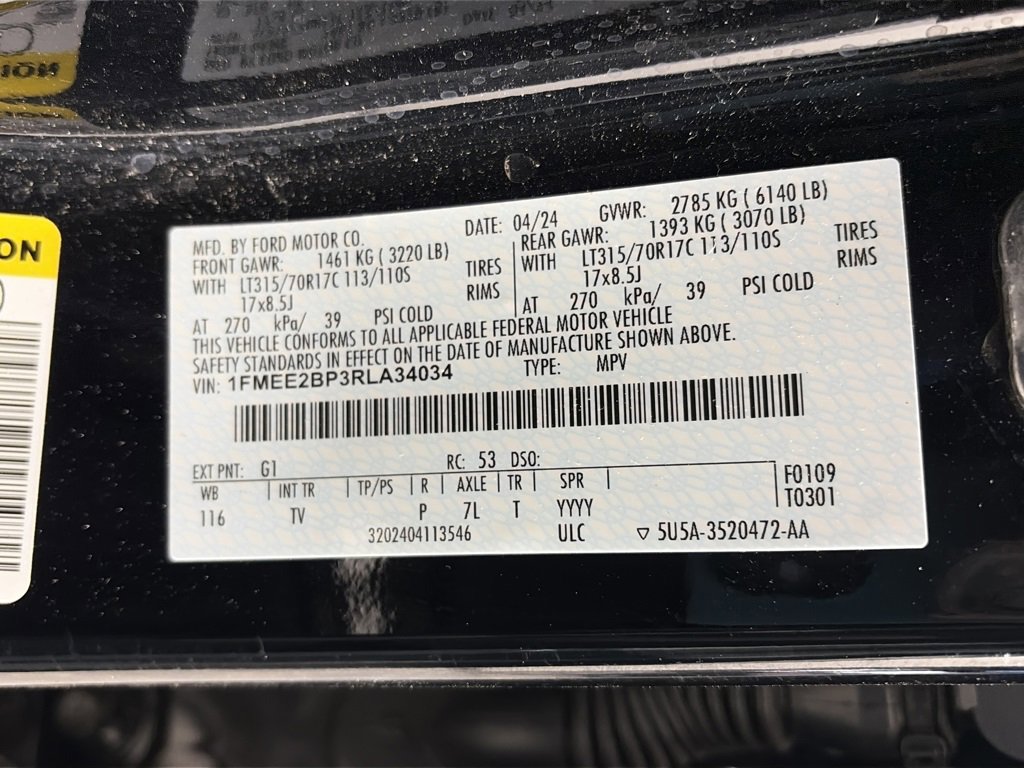 ION
MFD. BY FORD MOTOR CO. DATE: 04/24 GVWR: 2785 KG ( 6140 LB)
FRONT GAWR: 1461 KG ( 3220 LB) REAR GAWR: 1393 KG ( 3070 LB)
WITH LT315/70R17C 113/110S TIRES WITH LT315/70R17C 113/110S TIRES
17x8.5J RIMS 17x8.5J RIMS
AT 270 kPa/ 39 PSI COLD AT 270 kPa/ 39 PSI COLD
THIS VEHICLE CONFORMS TO ALL APPLICABLE FEDERAL MOTOR VEHICLE
SAFETY STANDARDS IN EFFECT ON THE DATE OF MANUFACTURE SHOWN ABOVE.
VIN: 1FMEE2BP3RLA34034 TYPE: MPV
EXT PNT: G1 RC: 53 DSO:
WB INT TR TP/PS R AXLE TR SPR F0109
116 TV P 7L T YYYY T0301
3202404113546 ULC ▽ 5U5A-3520472-AA
ON